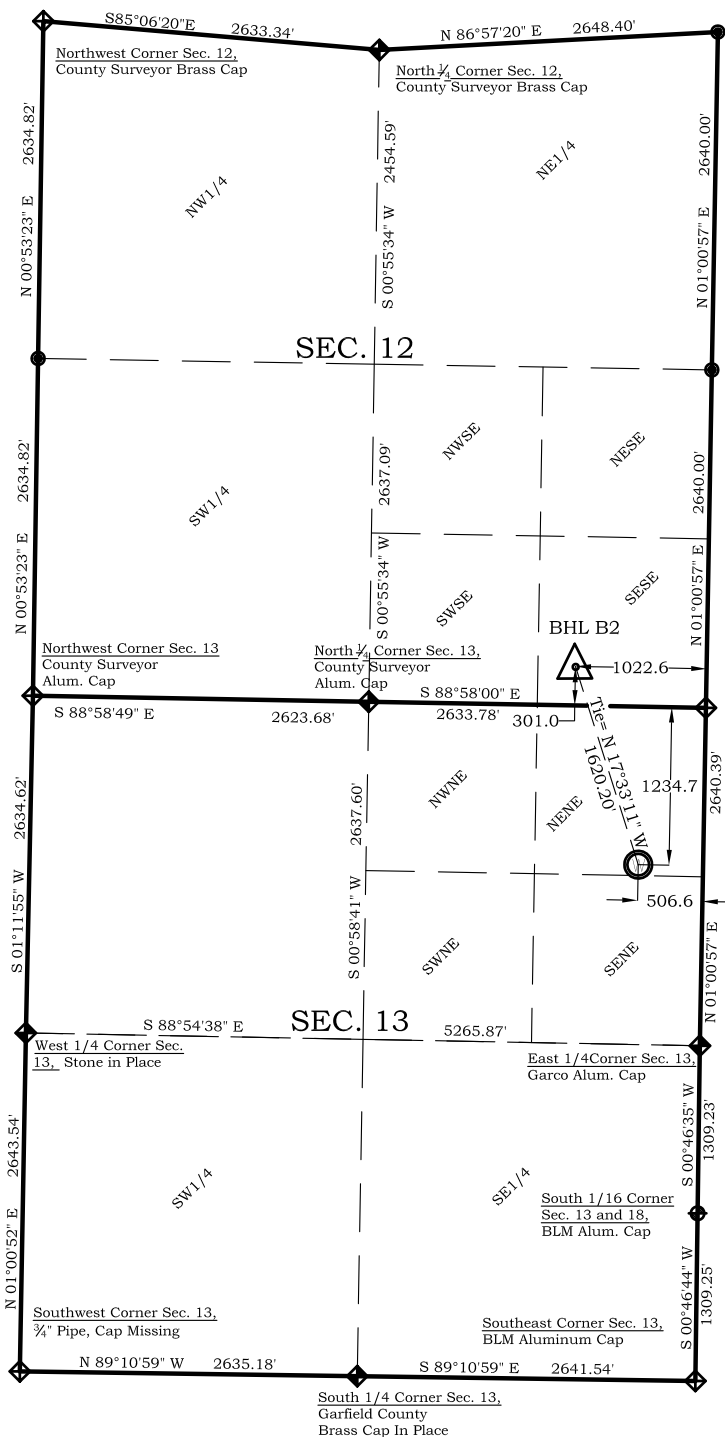 S85°06'20"E 2633.34'
N 86°57'20" E 2648.40'
Northwest Corner Sec. 12,
County Surveyor Brass Cap
North 1/4 Corner Sec. 12,
County Surveyor Brass Cap
2634.82'
N 00°53'23" E
NW1/4
2454.59'
S 00°55'34" W
NE1/4
2640.00'
N 01°00'57" E
SEC. 12
2634.82'
N 00°53'23" E
SW1/4
2637.09'
S 00°55'34" W
NWSE
NESE
2640.00'
N 01°00'57" E
SWSE
SESE
BHL B2
1022.6
Northwest Corner Sec. 13
County Surveyor
Alum. Cap
North 1/4 Corner Sec. 13,
County Surveyor
Alum. Cap
S 88°58'49" E
2623.68'
S 88°58'00" E
2633.78'
301.0
Tie= N 17°33'11" W
1620.20'
1234.7
2634.62'
S 01°11'55" W
2637.60'
S 00°58'41" W
NWNE
NENE
2640.39'
N 01°00'57" E
506.6
SWNE
SENE
S 88°54'38" E
SEC. 13
5265.87'
West 1/4 Corner Sec.
13, Stone in Place
East 1/4Corner Sec. 13,
Garco Alum. Cap
2643.54'
N 01°00'52" E
SW1/4
SE1/4
S 00°46'35" W
1309.23'
South 1/16 Corner
Sec. 13 and 18,
BLM Alum. Cap
S 00°46'44" W
1309.25'
Southwest Corner Sec. 13,
¾" Pipe, Cap Missing
Southeast Corner Sec. 13,
BLM Aluminum Cap
N 89°10'59" W 2635.18'
S 89°10'59" E 2641.54'
South 1/4 Corner Sec. 13,
Garfield County
Brass Cap In Place